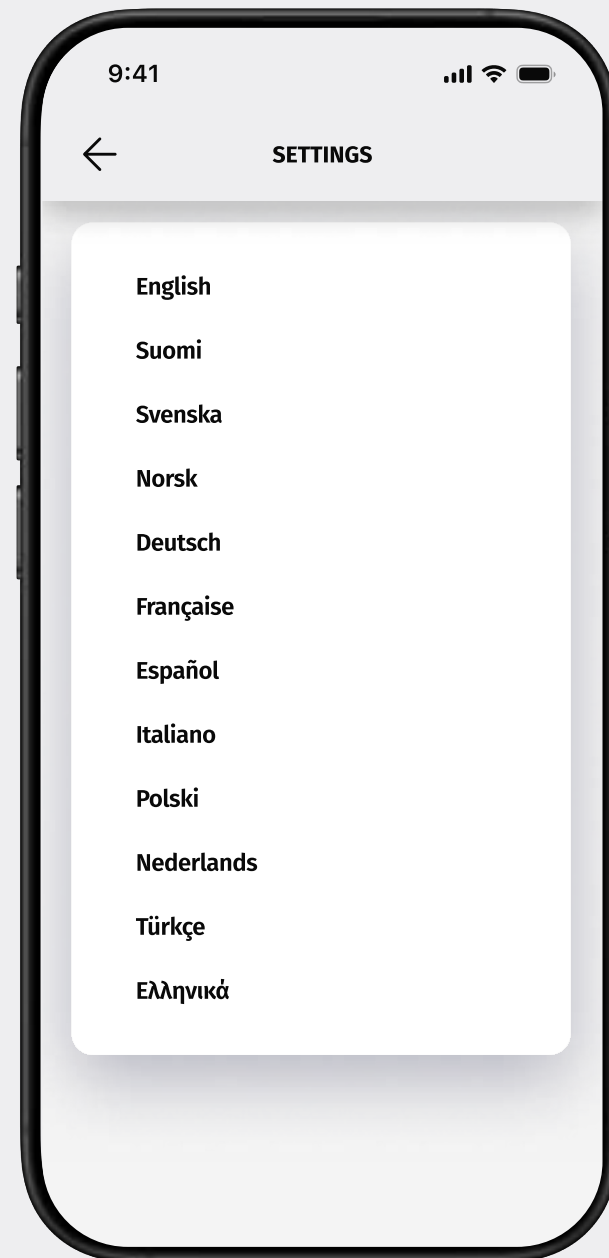 9:41
SETTINGS
English
Suomi
Svenska
Norsk
Deutsch
Française
Español
Italiano
Polski
Nederlands
Türkçe
Ελληνικά